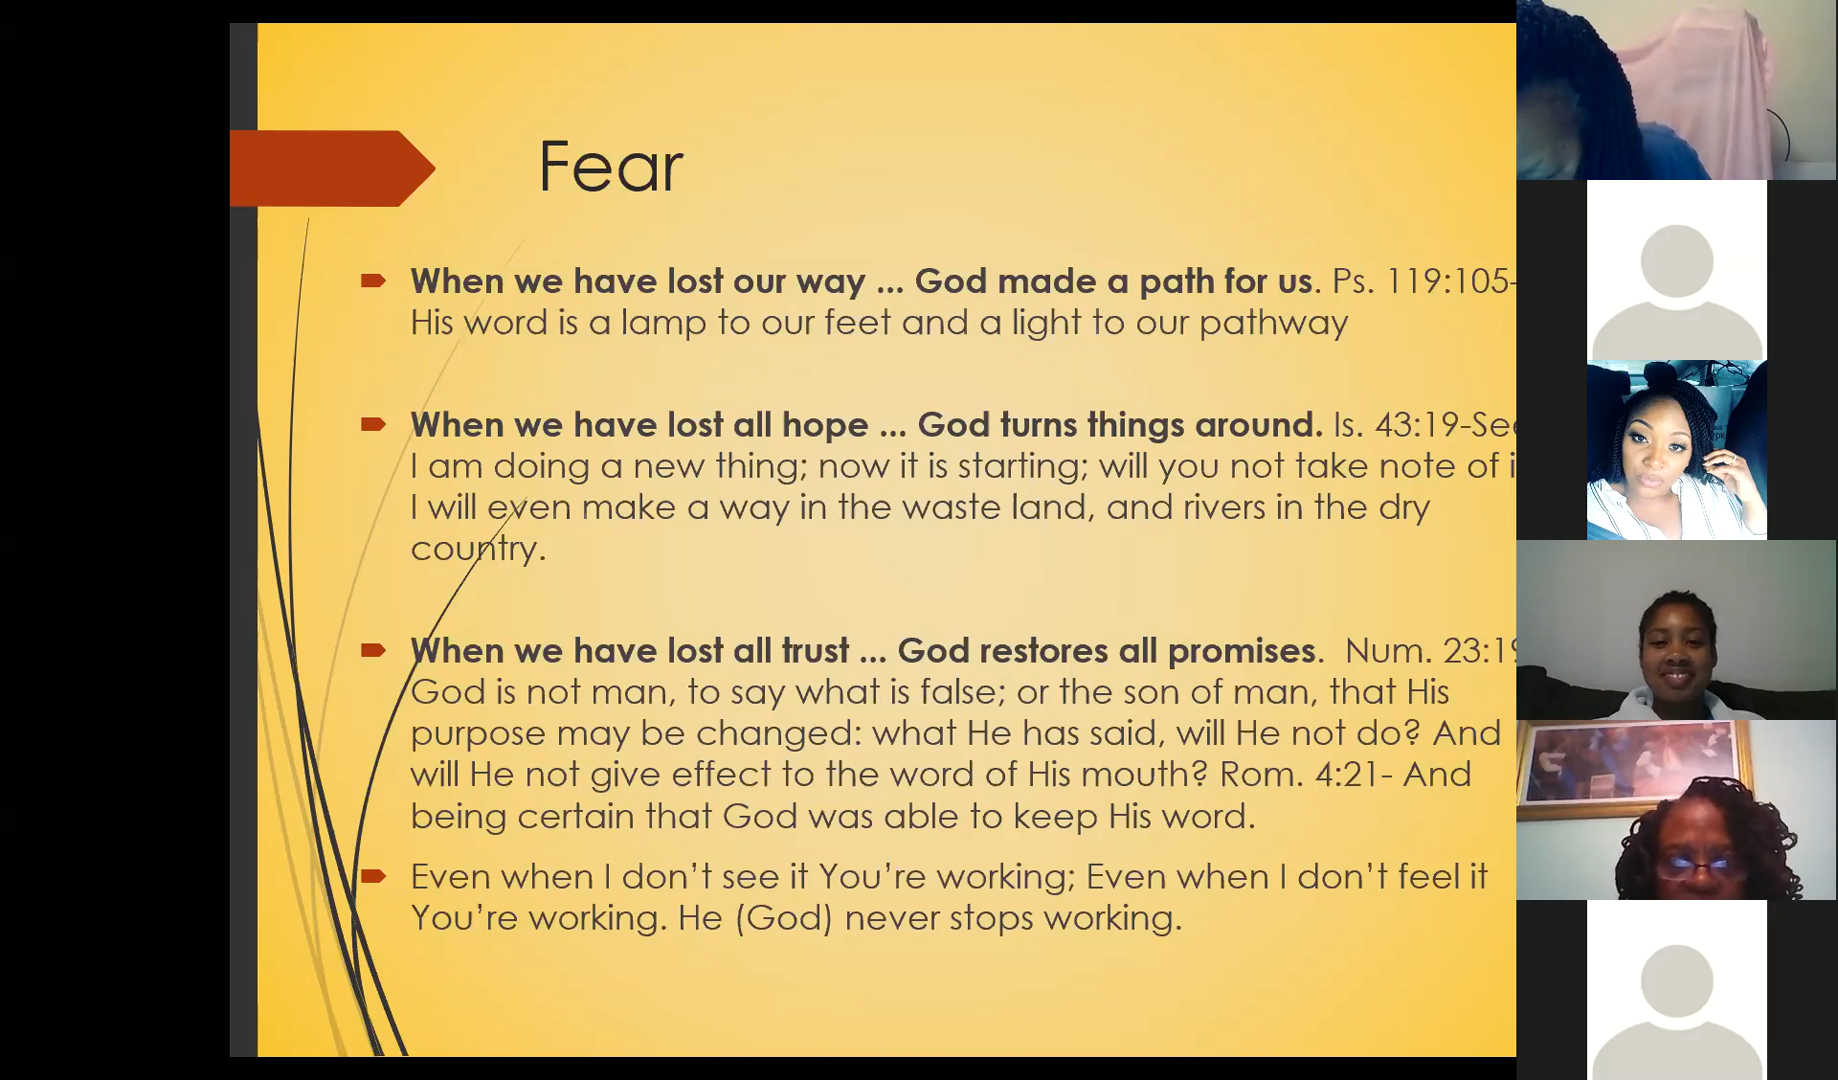 Fear
When we have lost our way ... God made a path for us. Ps. 119:105-
His word is a lamp to our feet and a light to our pathway
When we have lost all hope ... God turns things around. Is. 43:19-See
I am doing a new thing; now it is starting; will you not take note of
I will even make a way in the waste land, and rivers in the dry
country.
When we have lost all trust ... God restores all promises. Num. 23:19
God is not man, to say what is false; or the son of man, that His
purpose may be changed: what He has said, will He not do? And
will He not give effect to the word of His mouth? Rom. 4:21- And
being certain that God was able to keep His word.
Even when I don't see it You're working; Even when I don't feel it
You're working. He (God) never stops working.